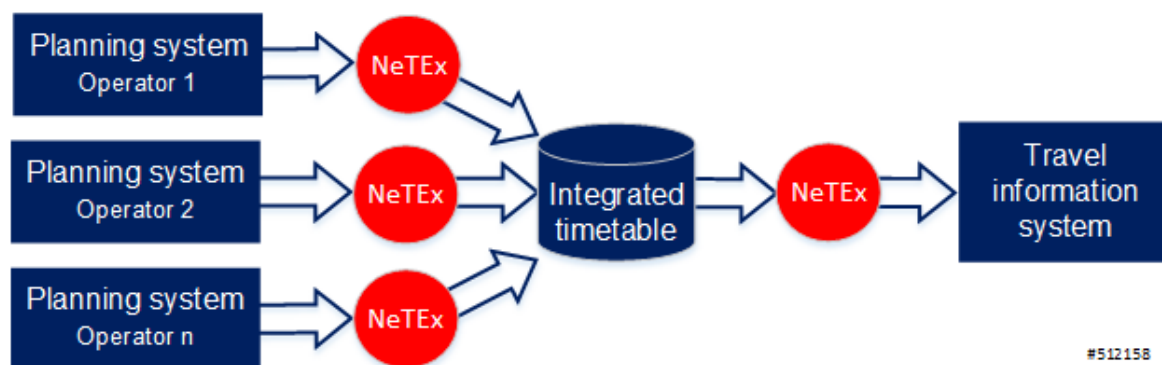 Planning system
Operator 1
NeTEx
Planning system
Operator 2
NeTEx
Integrated
timetable
NeTEx
Travel
information
system
Planning system
Operator n
NeTEx
#512158